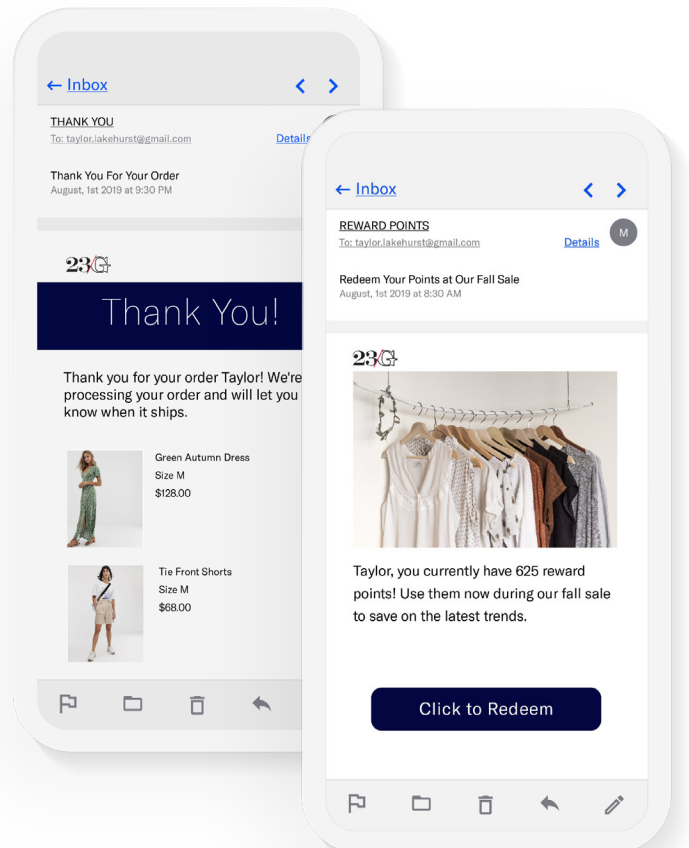 ← Inbox
THANK YOU
To: taylor.lakehurst@gmail.com
Details
Thank You For Your Order
August, 1st 2019 at 9:30 PM
23/G
Thank You!
Thank you for your order Taylor! We're
processing your order and will let you
know when it ships.
Green Autumn Dress
Size M
$128.00
Tie Front Shorts
Size M
$68.00
← Inbox
REWARD POINTS
To: taylor.lakehurst@gmail.com
Details
M
Redeem Your Points at Our Fall Sale
August, 1st 2019 at 8:30 AM
23/G
Taylor, you currently have 625 reward
points! Use them now during our fall sale
to save on the latest trends.
Click to Redeem